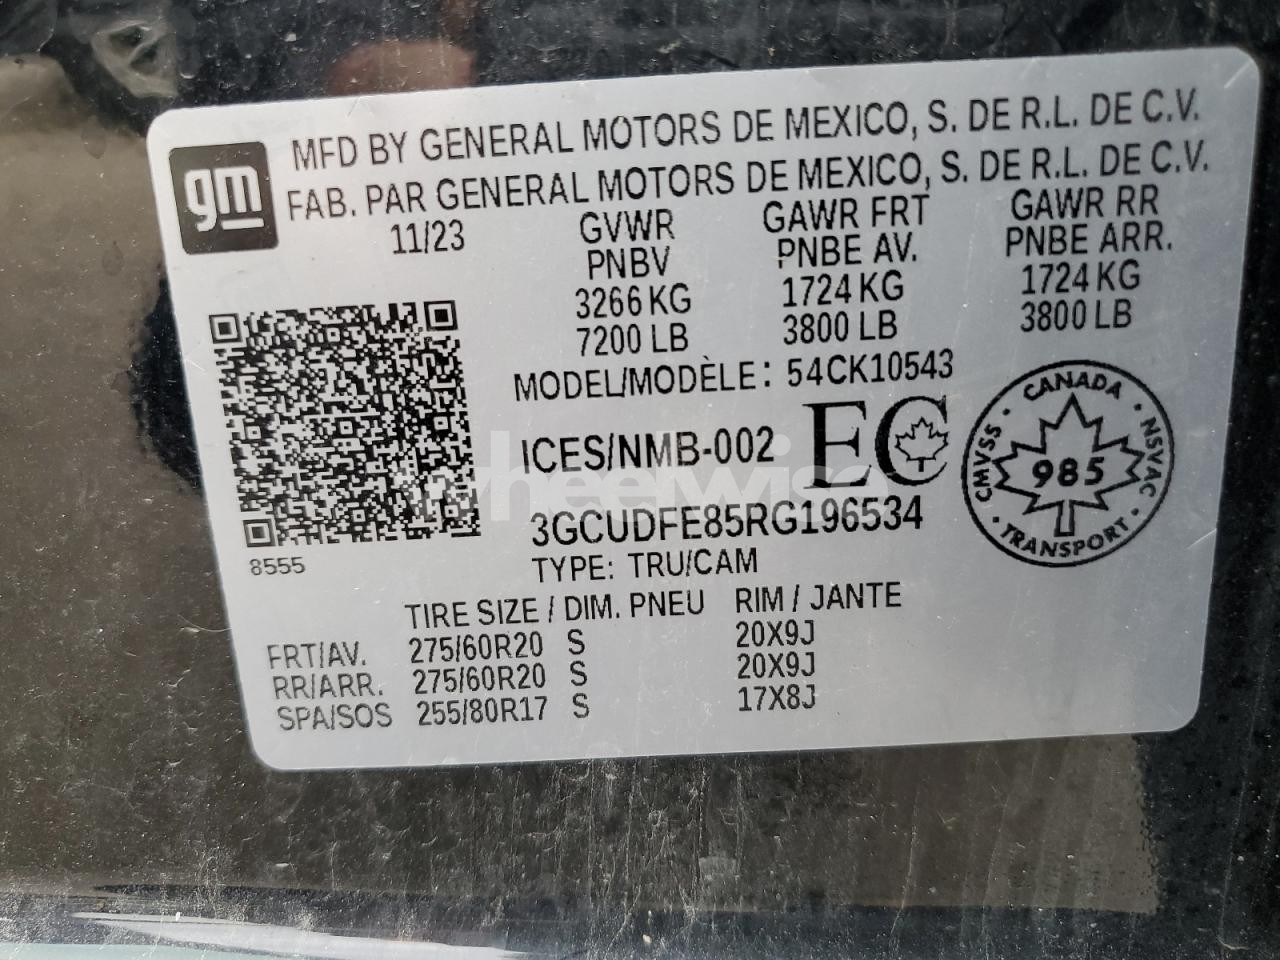 gm
MFD BY GENERAL MOTORS DE MEXICO, S. DE R.L. DE C.V.
FAB. PAR GENERAL MOTORS DE MEXICO, S. DE R.L. DE C.V.
11/23 GVWR GAWR FRT GAWR RR
PNBV PNBE AV. PNBE ARR.
3266 KG 1724 KG 1724 KG
7200 LB 3800 LB 3800 LB
MODEL/MODÈLE: 54CK10543
ICES/NMB-002 EC
CANADA
CMVSS · NSVAC
985
TRANSPORT
wheelwise
3GCUDFE85RG196534
8555
TYPE: TRU/CAM
TIRE SIZE / DIM. PNEU RIM / JANTE
FRT/AV. 275/60R20 S 20X9J
RR/ARR. 275/60R20 S 20X9J
SPA/SOS 255/80R17 S 17X8J